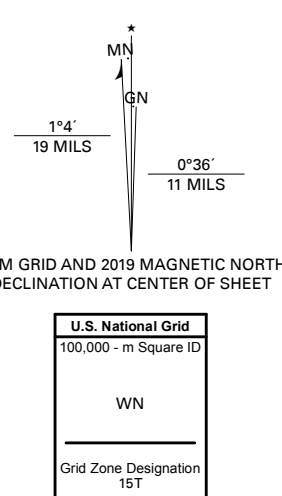 ★
MN
GN
1°4´
19 MILS
0°36´
11 MILS
M GRID AND 2019 MAGNETIC NORTH
DECLINATION AT CENTER OF SHEET
U.S. National Grid
100,000 - m Square ID
WN
Grid Zone Designation
15T